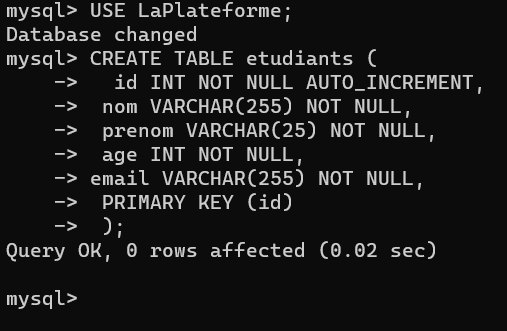 mysql> USE LaPlateforme;
Database changed
mysql> CREATE TABLE etudiants (
    ->   id INT NOT NULL AUTO_INCREMENT,
    ->  nom VARCHAR(255) NOT NULL,
    ->  prenom VARCHAR(25) NOT NULL,
    ->  age INT NOT NULL,
    -> email VARCHAR(255) NOT NULL,
    ->  PRIMARY KEY (id)
    ->  );
Query OK, 0 rows affected (0.02 sec)
mysql>